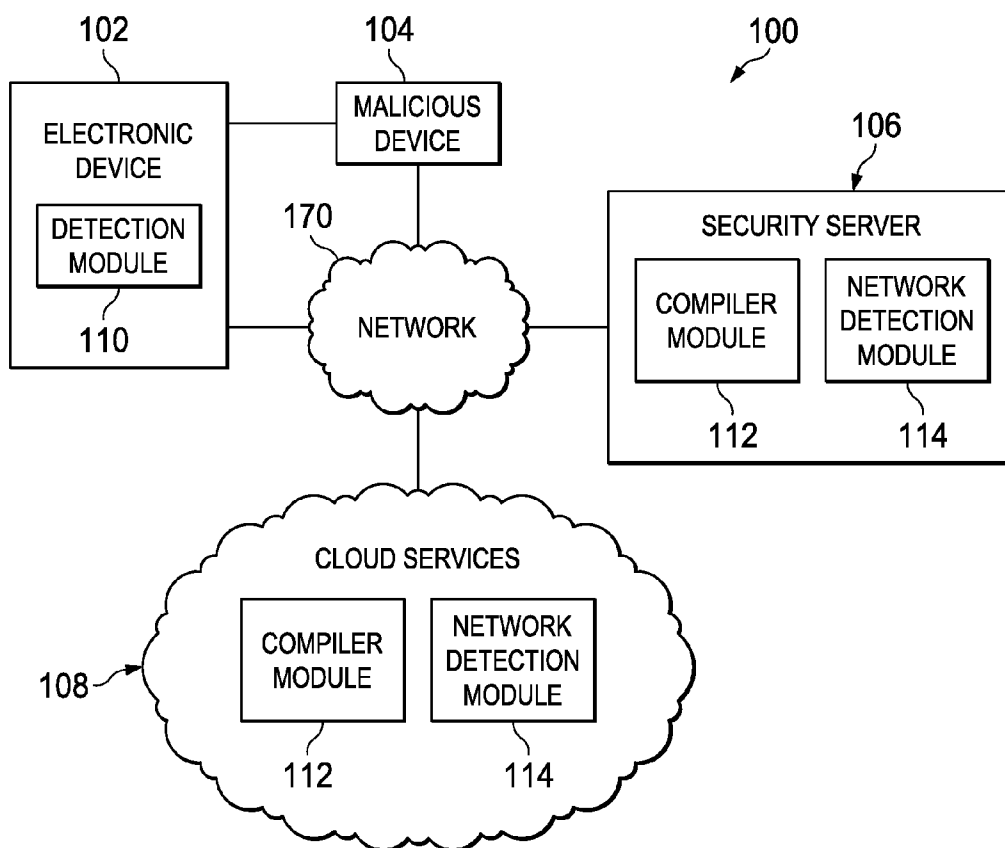 102
104
100
ELECTRONIC
DEVICE
MALICIOUS
DEVICE
106
DETECTION
MODULE
110
170
NETWORK
SECURITY SERVER
COMPILER
MODULE
NETWORK
DETECTION
MODULE
112
114
CLOUD SERVICES
COMPILER
MODULE
NETWORK
DETECTION
MODULE
108
112
114